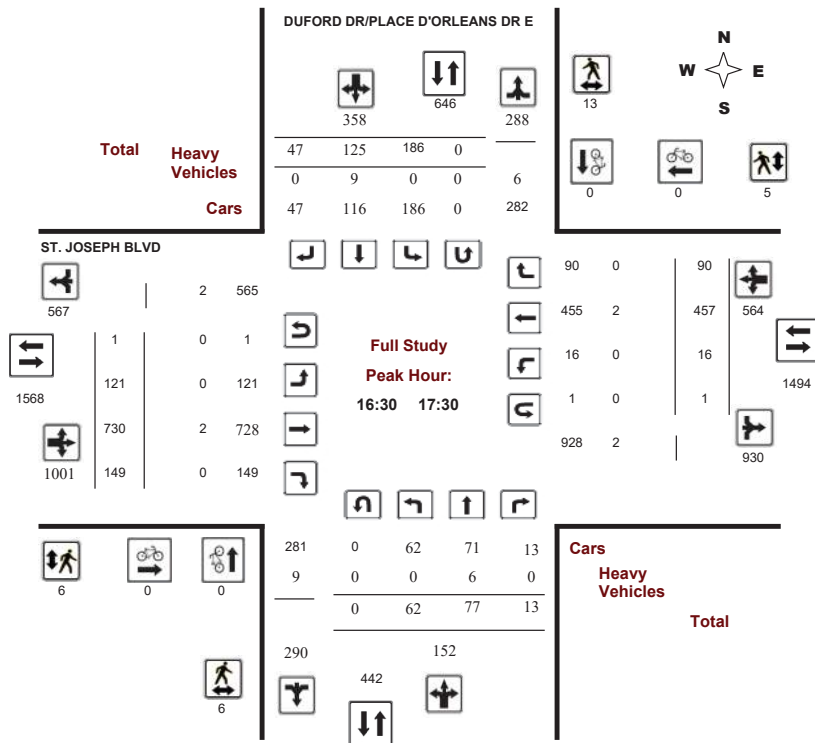 DUFORD DR/PLACE D'ORLEANS DR E
N
W E
S
646
13
358 288
Total Heavy Vehicles
47 125 186 0
0 9 0 0 6
0 0 5
Cars 47 116 186 0 282
ST. JOSEPH BLVD
567
2 565
90 0 90
455 2 457 564
1 0 1
Full Study
16 0 16
1568
121 0 121
Peak Hour:
1494
16:30 17:30
1 0 1
730 2 728
928 2
930
1001
149 0 149
281 0 62 71 13
Cars
9 0 0 6 0
Heavy
Vehicles
6 0 0
0 62 77 13
Total
290 152
442
6